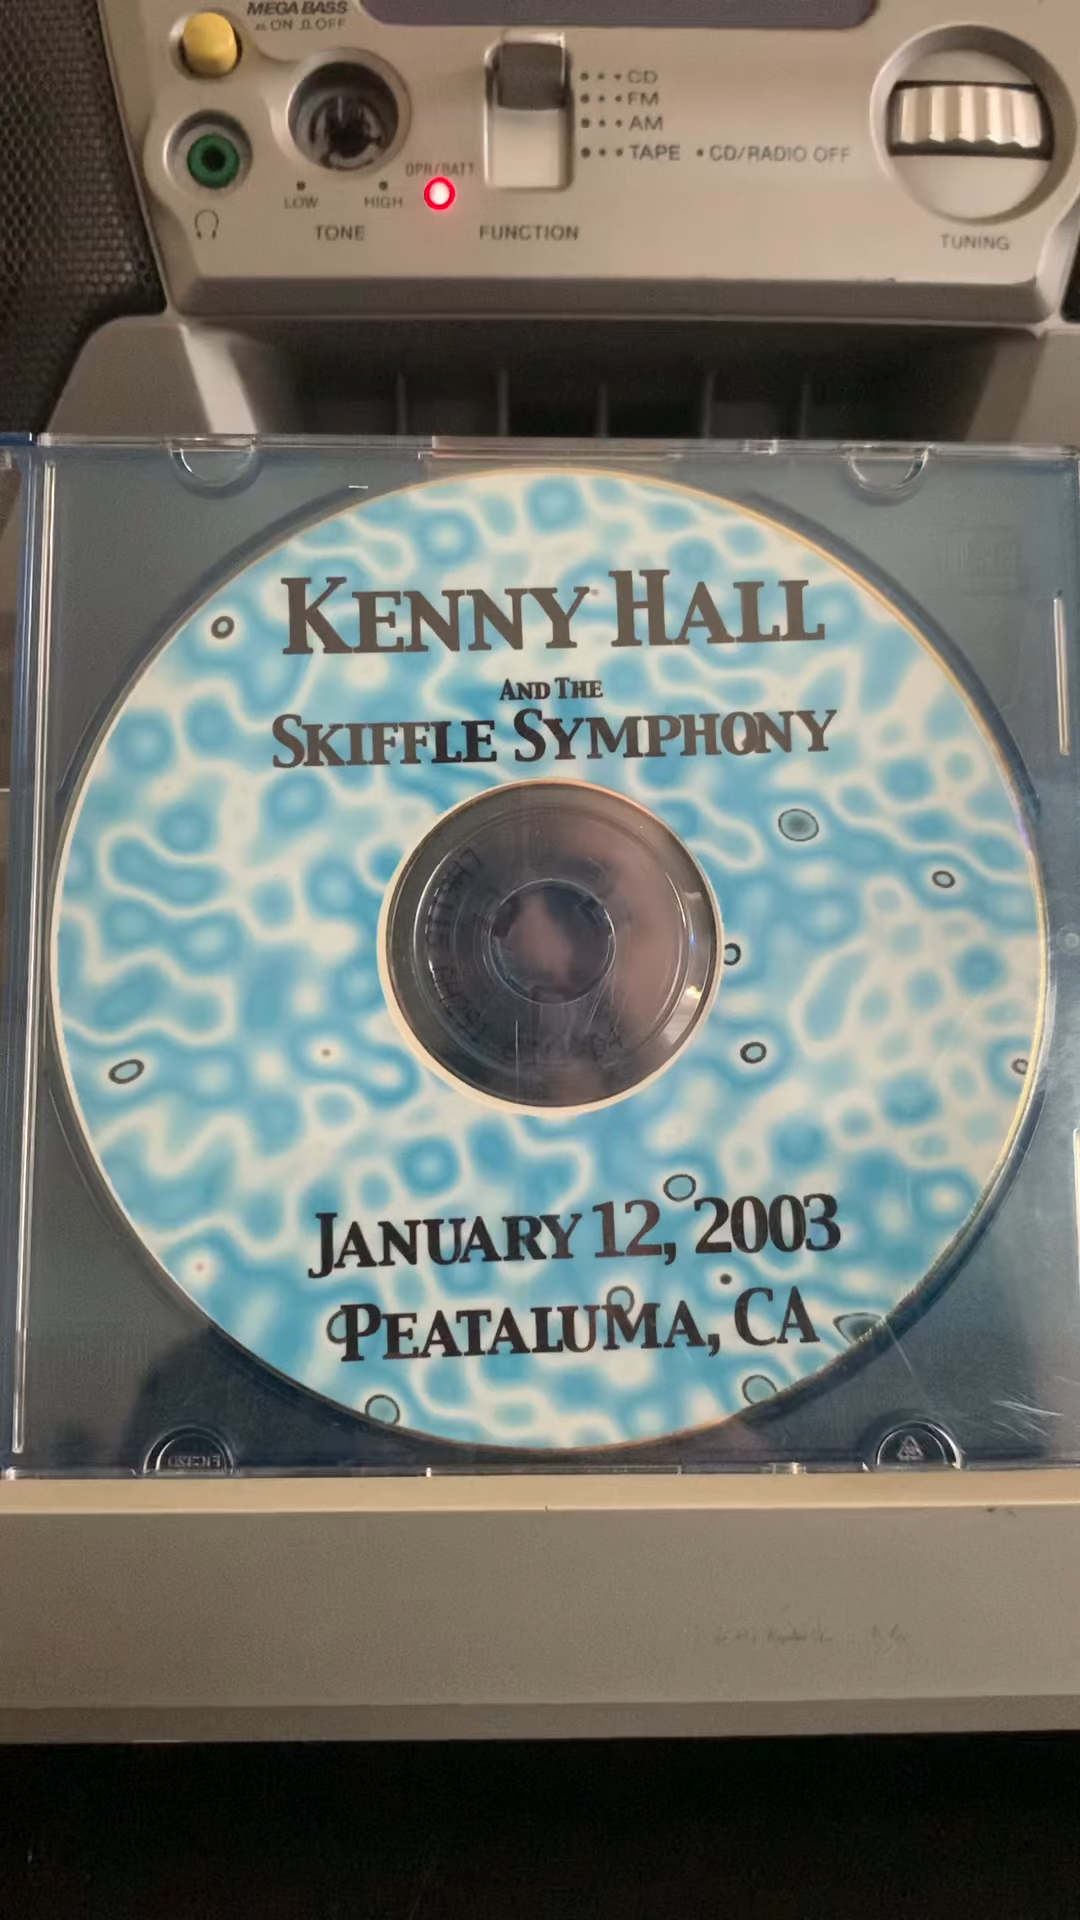 MEGA BASS
ON OFF
CD
FM
AM
TAPE • CD/RADIO OFF
OPR/BATT
LOW HIGH
TONE
FUNCTION
TUNING
KENNY HALL
AND THE
SKIFFLE SYMPHONY
JANUARY 12, 2003
PEATALUMA, CA